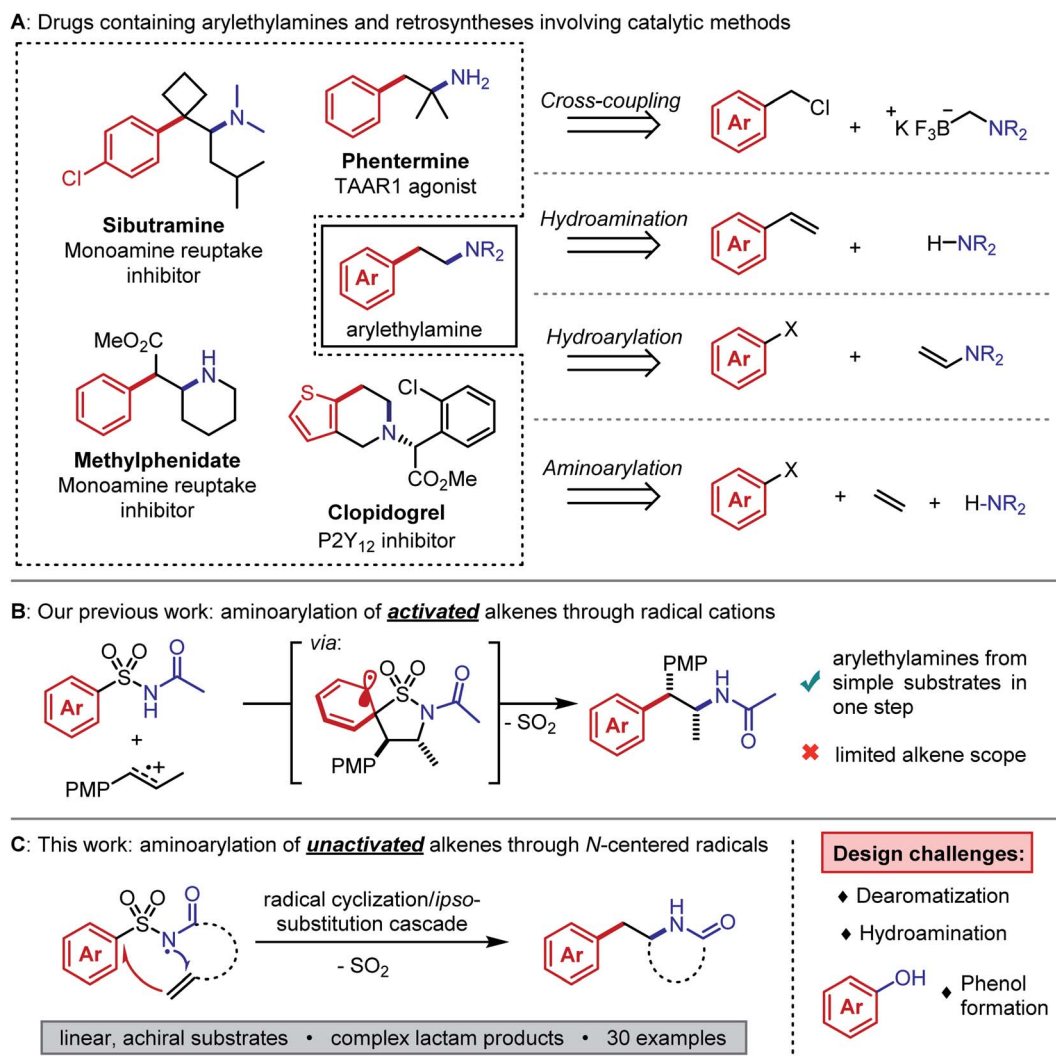 A: Drugs containing arylethylamines and retrosyntheses involving catalytic methods
Cl
N
Sibutramine
Monoamine reuptake
inhibitor
NH2
Phentermine
TAAR1 agonist
Ar
NR2
arylethylamine
MeO2C
H
N
Methylphenidate
Monoamine reuptake
inhibitor
S
N
Cl
CO2Me
Clopidogrel
P2Y12 inhibitor
Cross-coupling
Ar
Cl
+
+
K F3B
−
NR2
Hydroamination
Ar
+
H–NR2
Hydroarylation
Ar
X
+
NR2
Aminoarylation
Ar
X
+
+
H-NR2
B: Our previous work: aminoarylation of activated alkenes through radical cations
O O
S
O
Ar
N
H
+
PMP
•+
via:
O O
S
N
O
PMP
- SO2
PMP
H
N
Ar
O
arylethylamines from
simple substrates in
one step
limited alkene scope
C: This work: aminoarylation of unactivated alkenes through N-centered radicals
O O
S
O
N
Ar
radical cyclization/ipso-
substitution cascade
- SO2
H
N
O
Ar
linear, achiral substrates • complex lactam products • 30 examples
Design challenges:
♦ Dearomatization
♦ Hydroamination
Ar
OH
♦ Phenol
formation